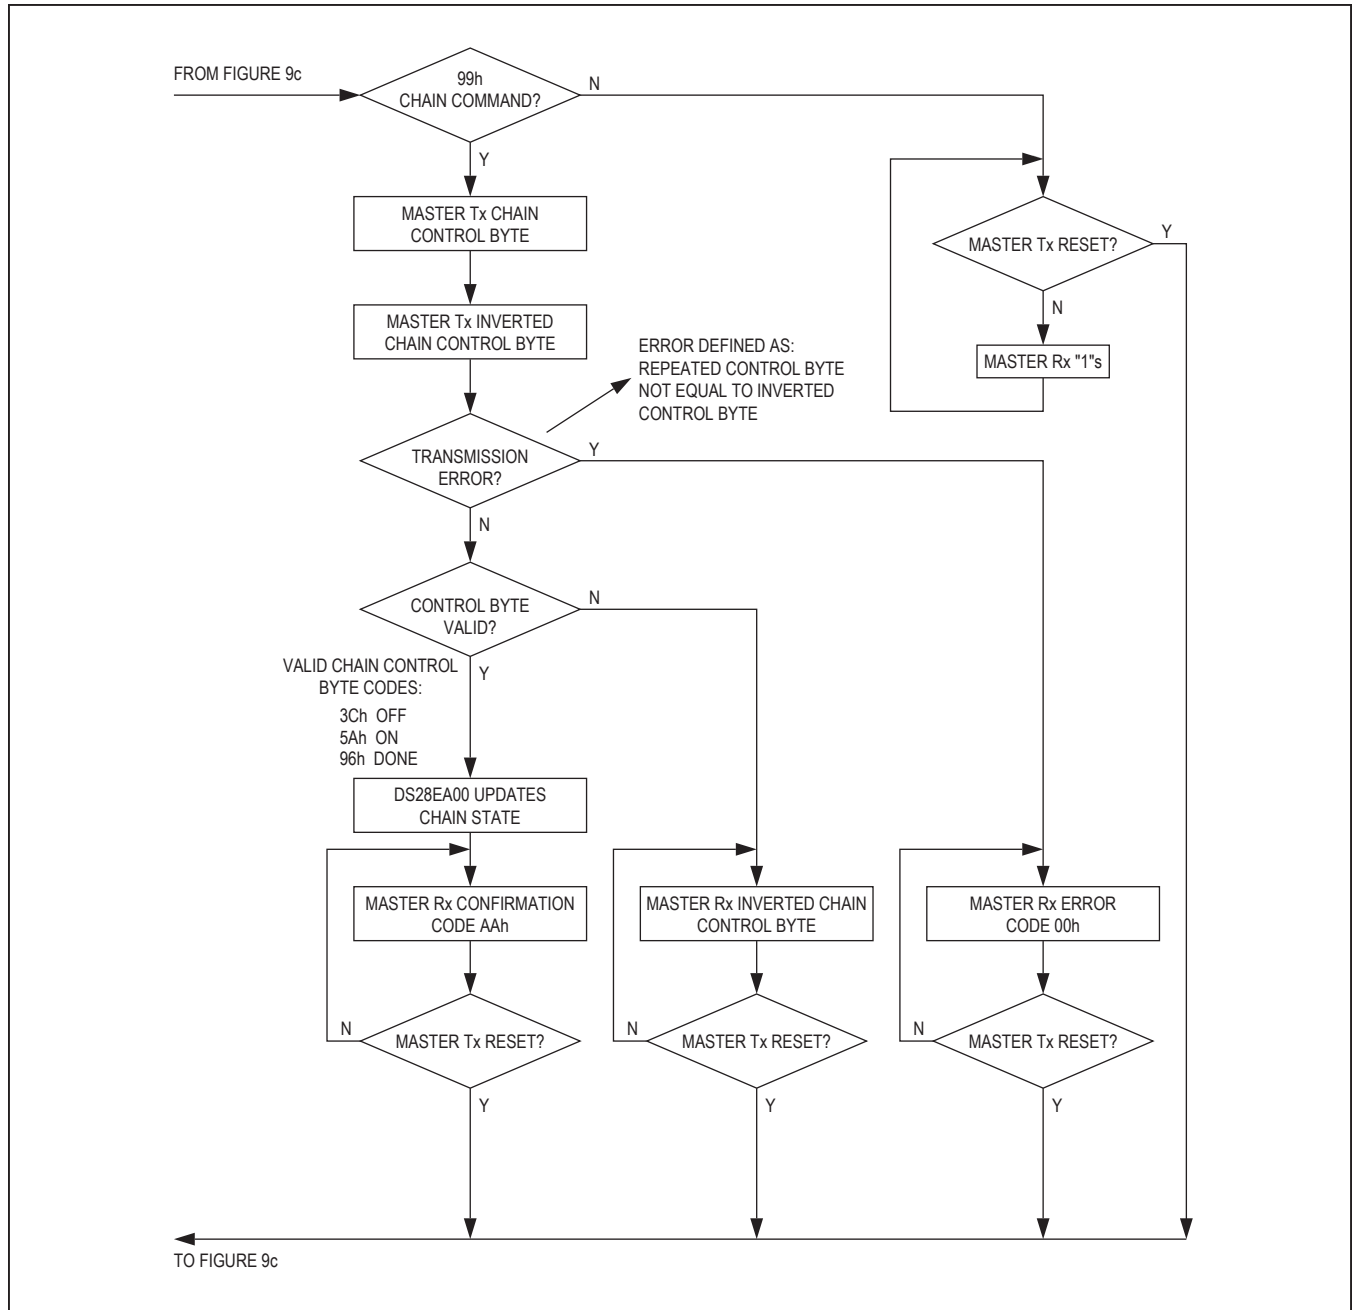 FROM FIGURE 9c
99h
CHAIN COMMAND?
N
Y
MASTER Tx CHAIN
CONTROL BYTE
MASTER Tx RESET?
Y
N
MASTER Rx "1"s
MASTER Tx INVERTED
CHAIN CONTROL BYTE
ERROR DEFINED AS:
REPEATED CONTROL BYTE
NOT EQUAL TO INVERTED
CONTROL BYTE
TRANSMISSION
ERROR?
Y
N
CONTROL BYTE
VALID?
N
Y
VALID CHAIN CONTROL
BYTE CODES:
3Ch OFF
5Ah ON
96h DONE
DS28EA00 UPDATES
CHAIN STATE
MASTER Rx CONFIRMATION
CODE AAh
MASTER Rx INVERTED CHAIN
CONTROL BYTE
MASTER Rx ERROR
CODE 00h
N
MASTER Tx RESET?
Y
N
MASTER Tx RESET?
Y
N
MASTER Tx RESET?
Y
TO FIGURE 9c